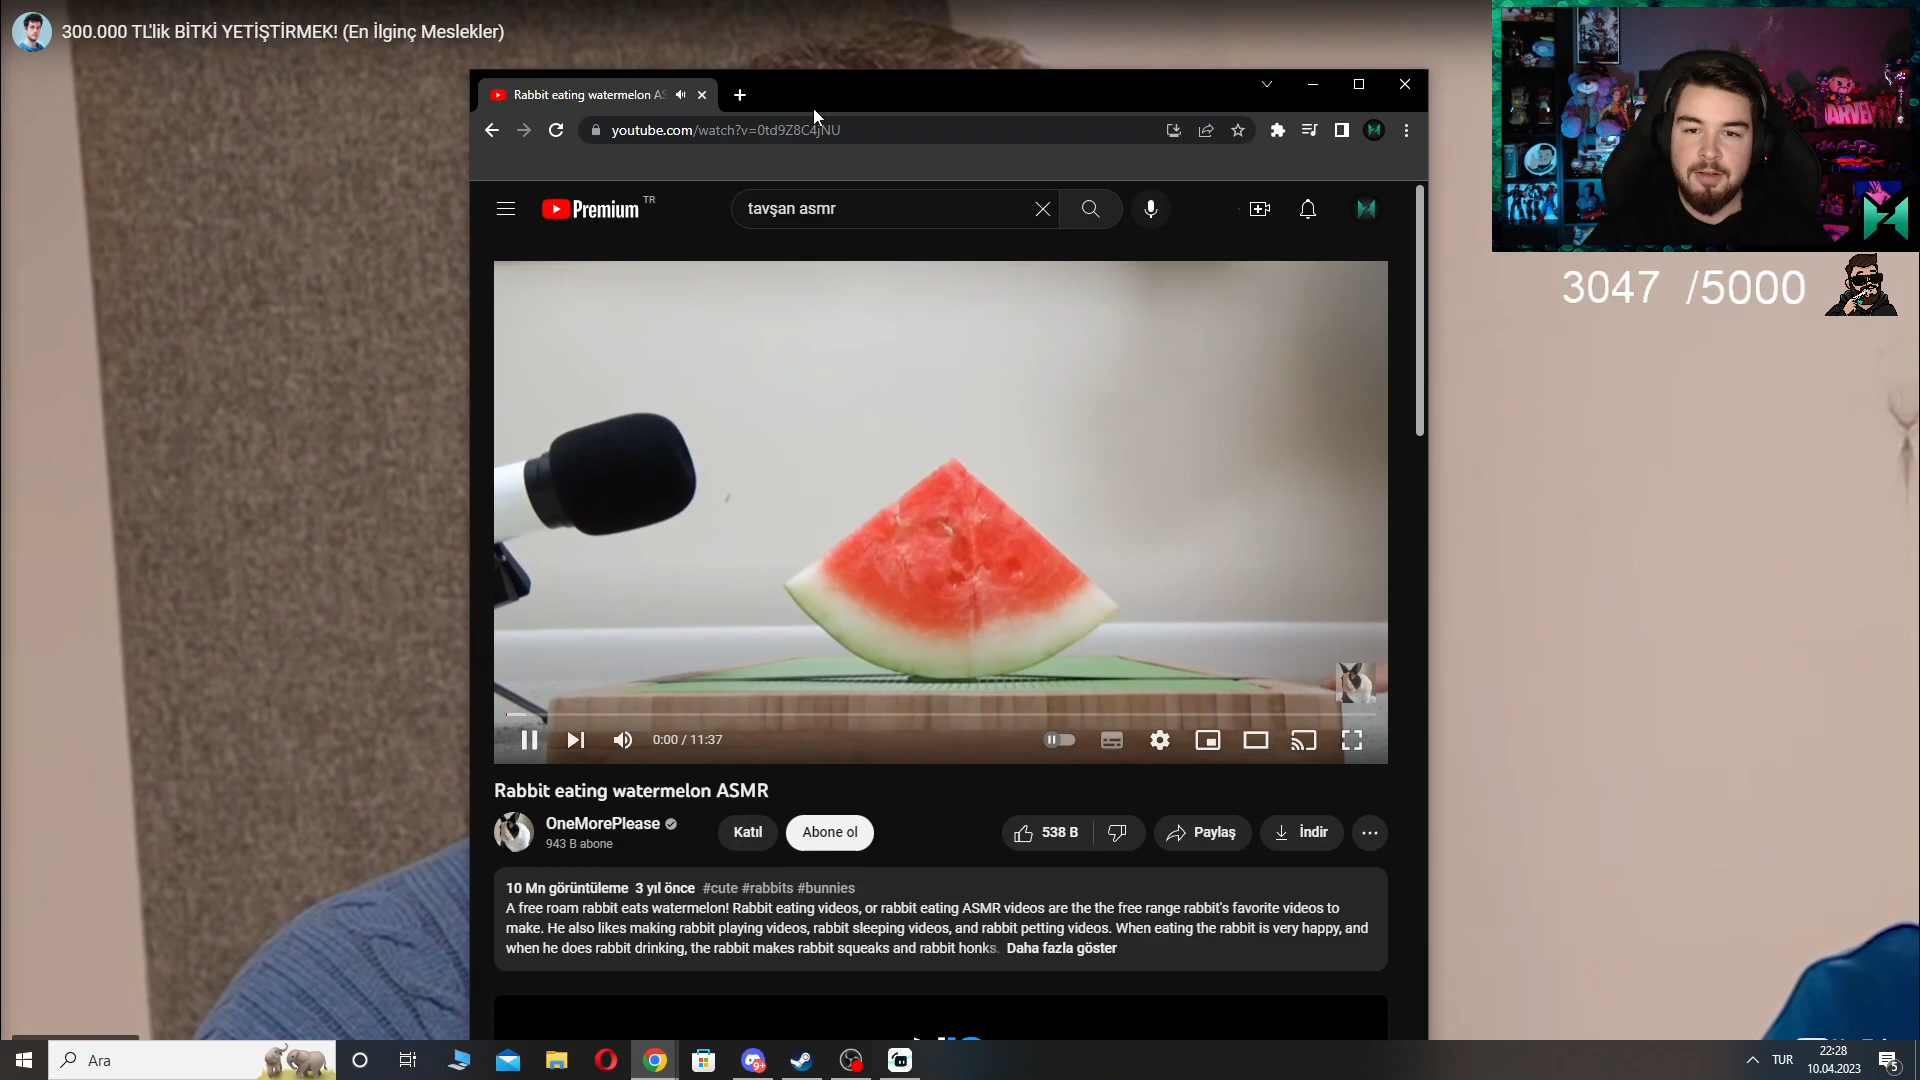 300.000 TL'lik BİTKİ YETİŞTİRMEK! (En İlginç Meslekler)
Rabbit eating watermelon AS
youtube.com/watch?v=0td9Z8C4jNU
Premium TR
tavşan asmr
MARVEL
3047 /5000
0:00 / 11:37
Rabbit eating watermelon ASMR
OneMorePlease
943 B abone
Katıl
Abone ol
538 B
Paylaş
İndir
10 Mn görüntüleme 3 yıl önce #cute #rabbits #bunnies
A free roam rabbit eats watermelon! Rabbit eating videos, or rabbit eating ASMR videos are the the free range rabbit's favorite videos to
make. He also likes making rabbit playing videos, rabbit sleeping videos, and rabbit petting videos. When eating the rabbit is very happy, and
when he does rabbit drinking, the rabbit makes rabbit squeaks and rabbit honks. Daha fazla göster
Ara
9+
TUR
22:28
10.04.2023
5